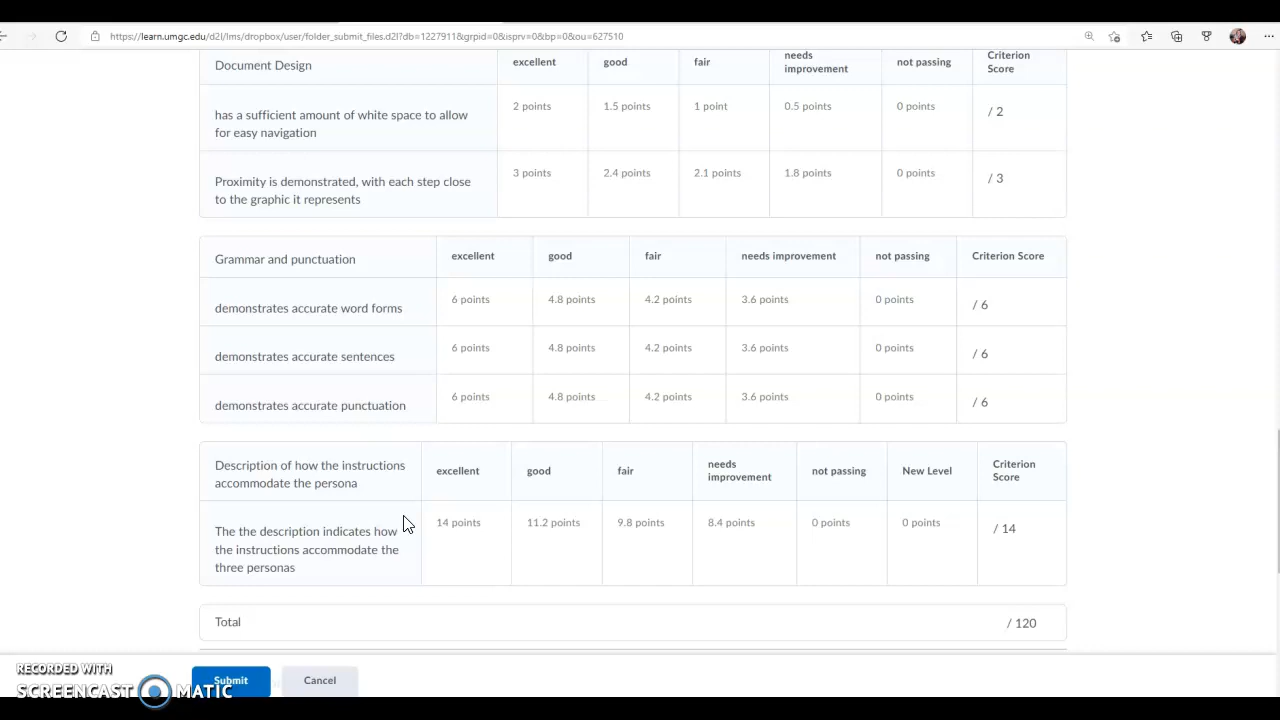 https://learn.umgc.edu/d2l/lms/dropbox/user/folder_submit_files.d2l?db=1227911&grpid=0&isprv=0&bp=0&ou=627510
Document Design excellent good fair needs improvement not passing Criterion Score
has a sufficient amount of white space to allow for easy navigation 2 points 1.5 points 1 point 0.5 points 0 points / 2
Proximity is demonstrated, with each step close to the graphic it represents 3 points 2.4 points 2.1 points 1.8 points 0 points / 3
Grammar and punctuation excellent good fair needs improvement not passing Criterion Score
demonstrates accurate word forms 6 points 4.8 points 4.2 points 3.6 points 0 points / 6
demonstrates accurate sentences 6 points 4.8 points 4.2 points 3.6 points 0 points / 6
demonstrates accurate punctuation 6 points 4.8 points 4.2 points 3.6 points 0 points / 6
Description of how the instructions accommodate the persona excellent good fair needs improvement not passing New Level Criterion Score
The the description indicates how the instructions accommodate the three personas 14 points 11.2 points 9.8 points 8.4 points 0 points 0 points / 14
Total / 120
Submit Cancel
RECORDED WITH
SCREENCAST MATIC